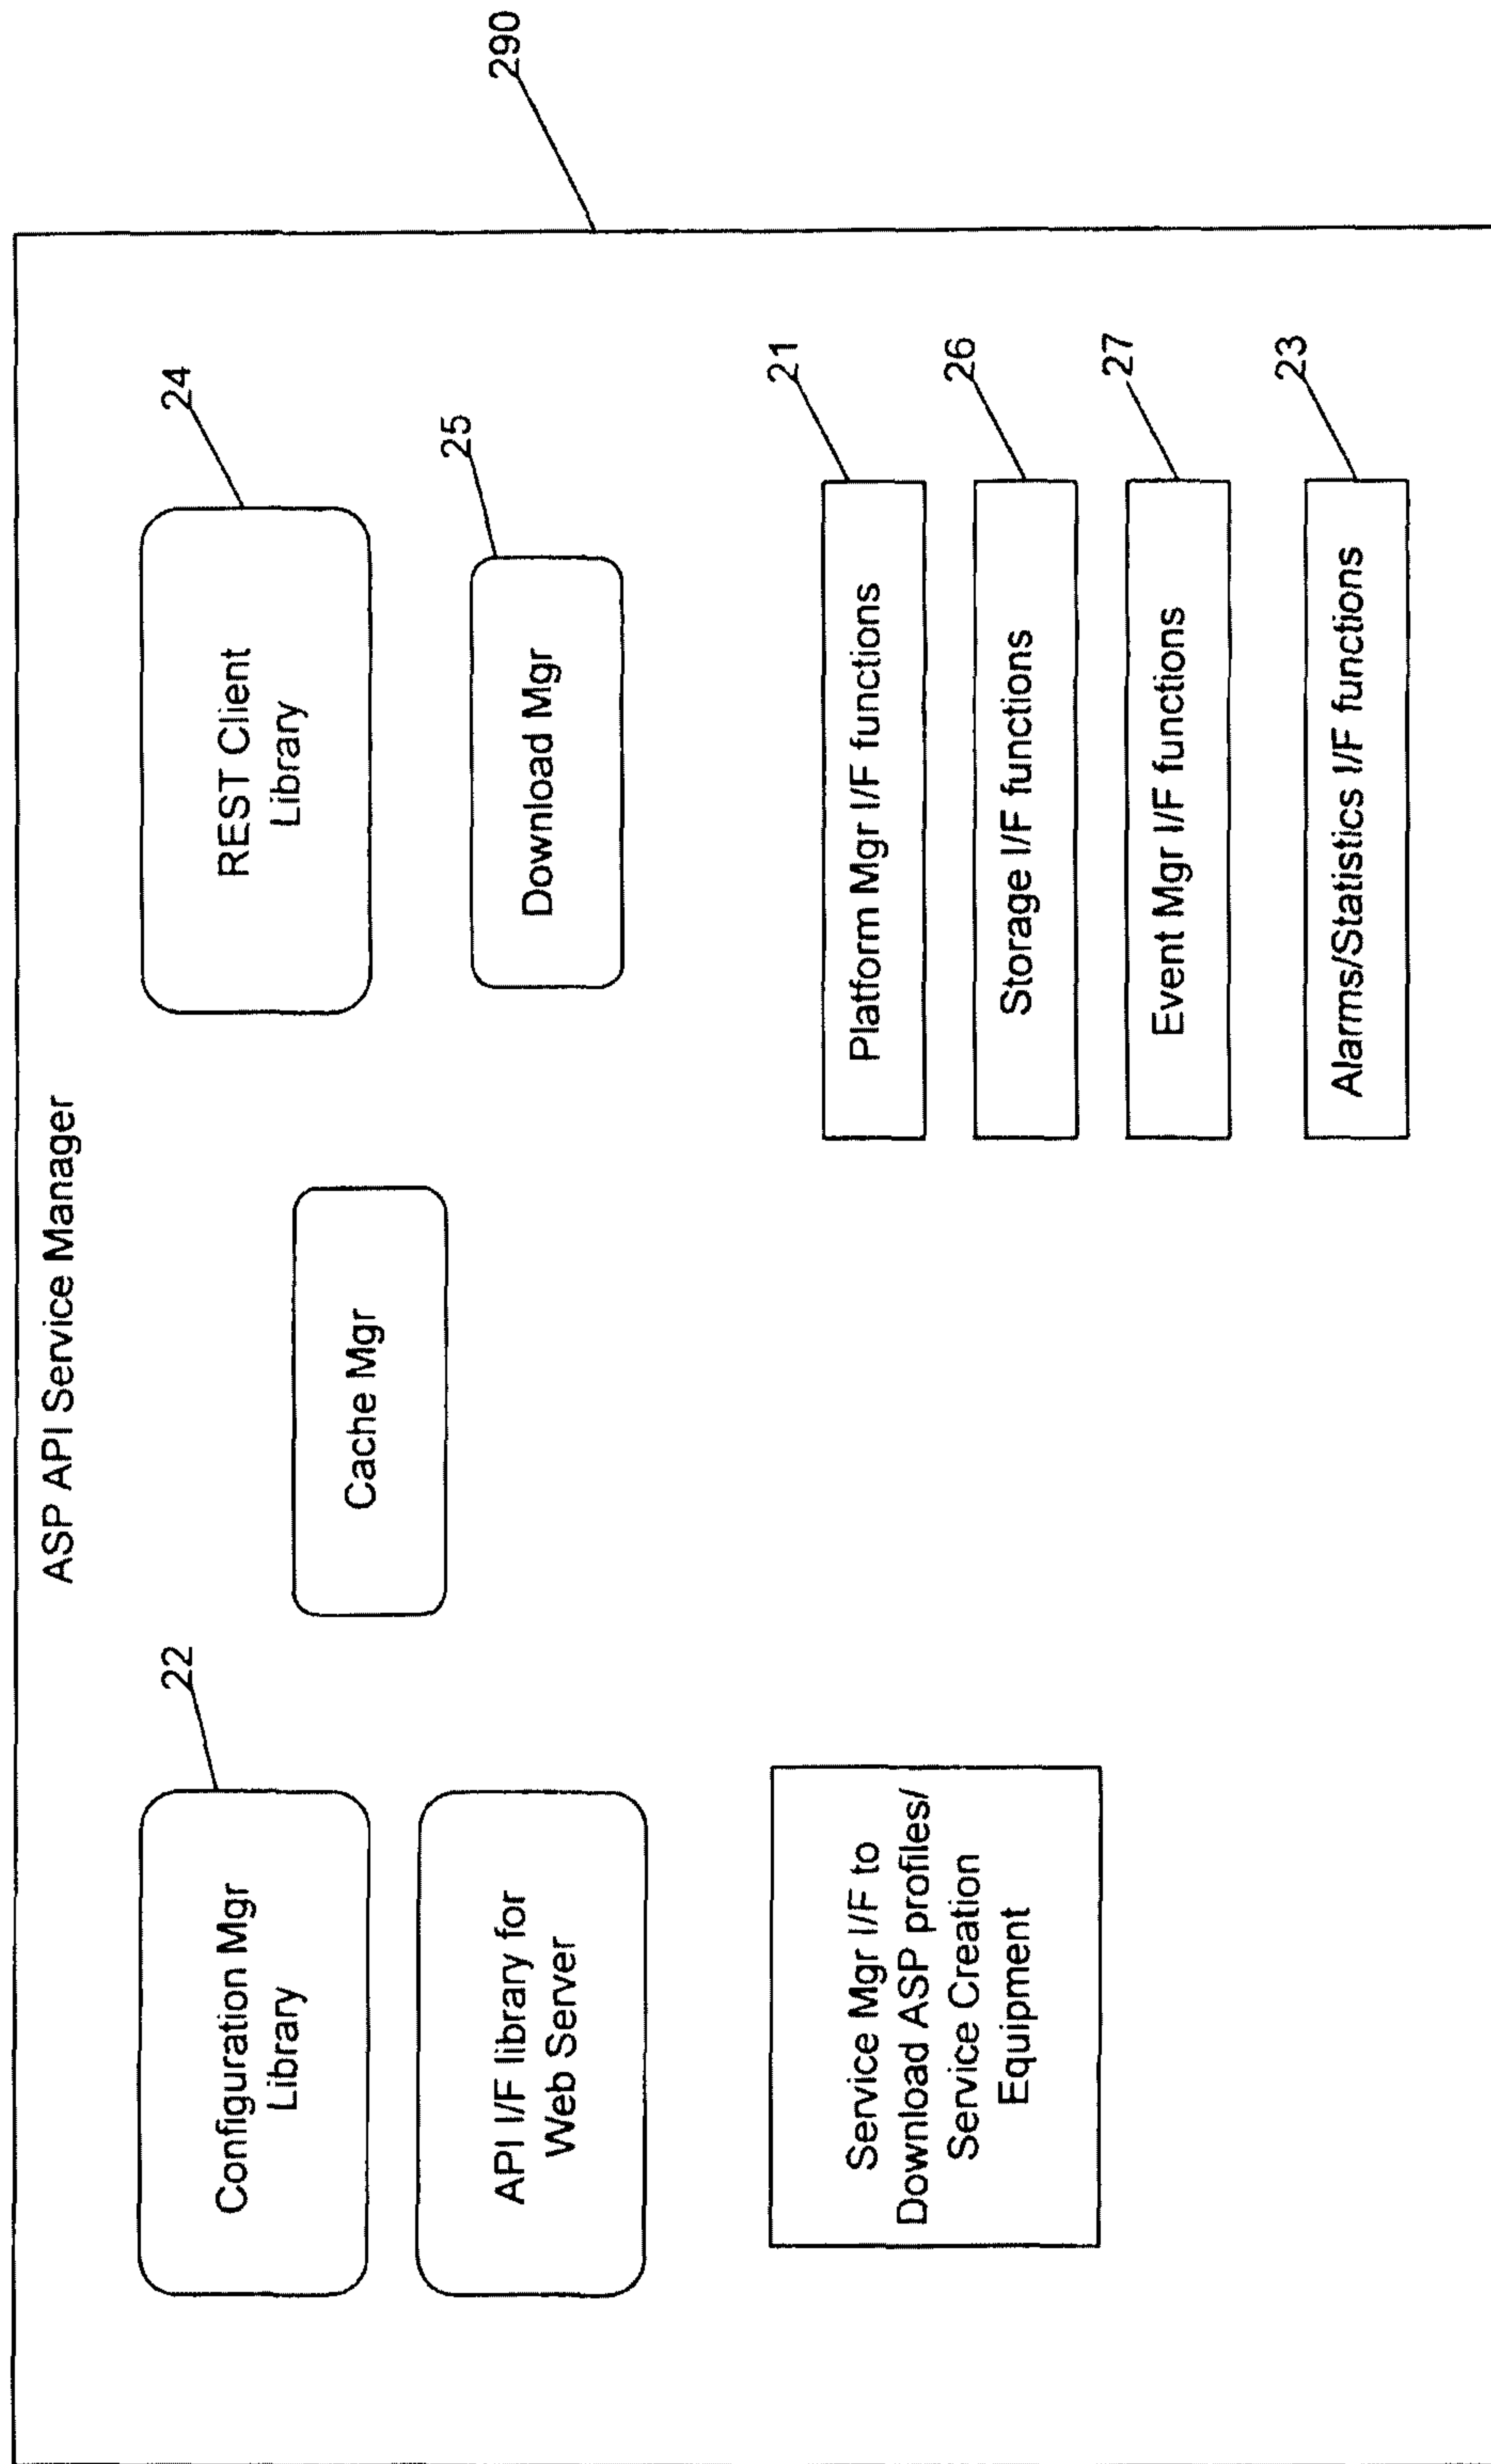 ASP API Service Manager
290
22
Configuration Mgr
Library
API I/F library for
Web Server
Cache Mgr
24
REST Client
Library
25
Download Mgr
Service Mgr I/F to
Download ASP profiles/
Service Creation
Equipment
21
Platform Mgr I/F functions
26
Storage I/F functions
27
Event Mgr I/F functions
23
Alarms/Statistics I/F functions